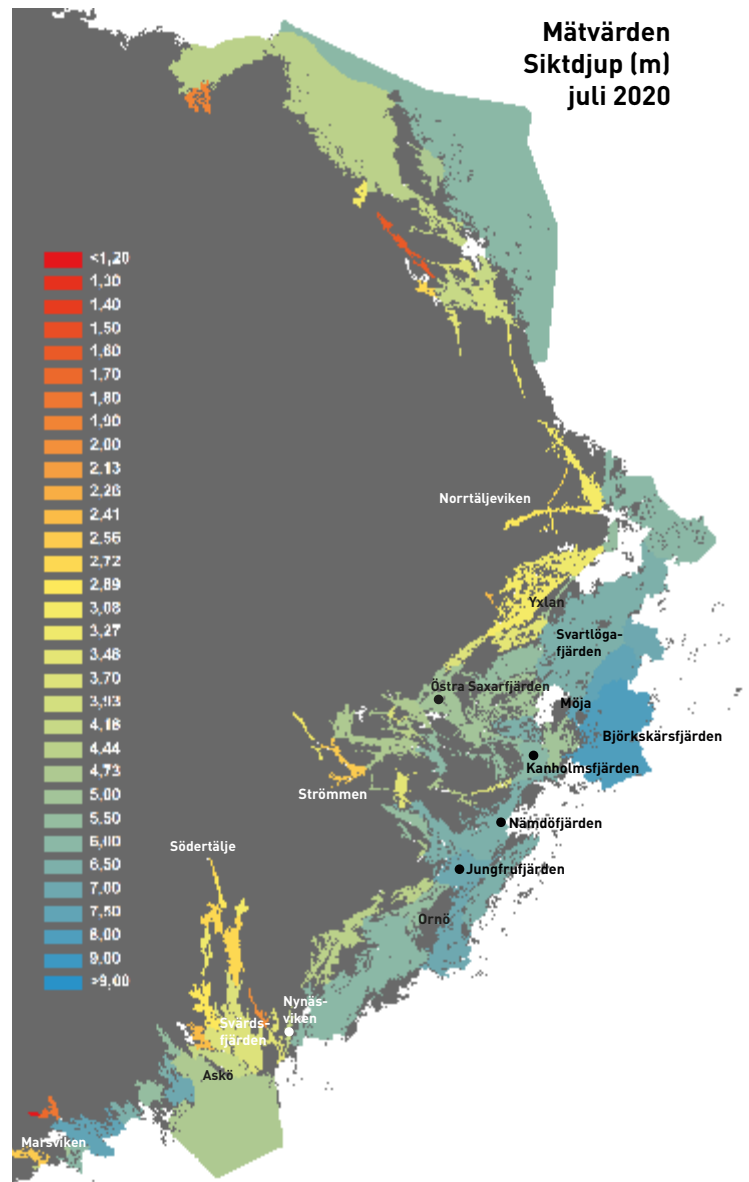 Mätvärden
Siktdjup (m)
juli 2020
<1,20
1,30
1,40
1,50
1,60
1,70
1,80
1,90
2,00
2,13
2,26
2,41
2,56
2,72
2,89
3,08
3,27
3,48
3,70
3,93
4,18
4,44
4,73
5,00
5,50
6,00
6,50
7,00
7,50
8,00
9,00
>9,00
Norrtäljeviken
Yxlan
Svartlöga-
fjärden
Östra Saxarfjärden
Möja
Björkskärsfjärden
Kanholmsfjärden
Strömmen
Nämdöfjärden
Södertälje
Jungfrufjärden
Ornö
Nynäs-
viken
Svärds-
fjärden
Askö
Marsviken